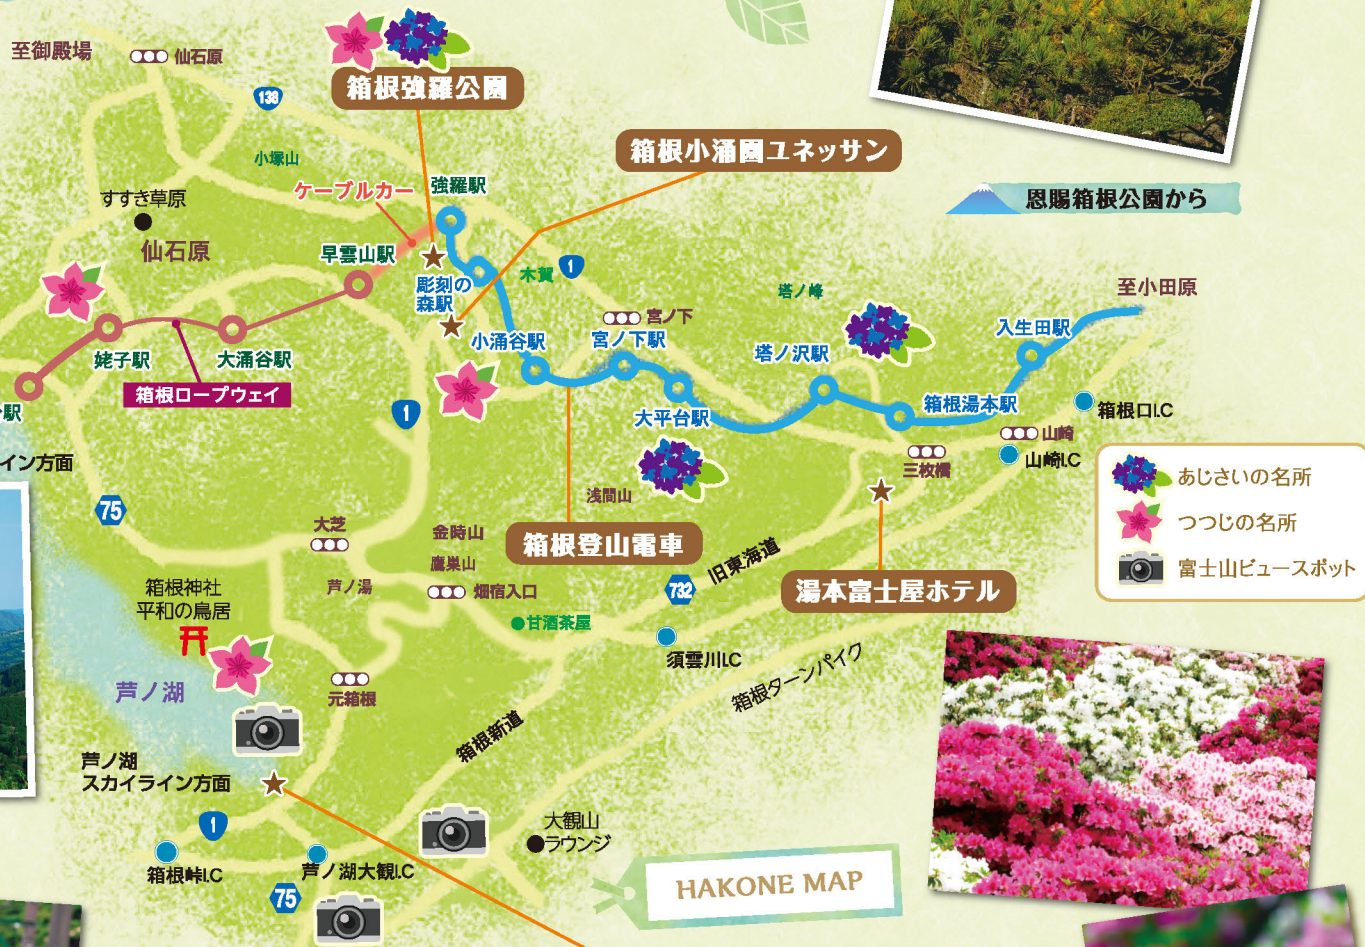 至御殿場
仙石原
138
箱根強羅公園
箱根小涌園ユネッサン
小塚山
ケーブルカー
強羅駅
恩賜箱根公園から
すすき草原
仙石原
早雲山駅
彫刻の
森駅
木賀
1
塔ノ峰
至小田原
宮ノ下
小涌谷駅
宮ノ下駅
塔ノ沢駅
入生田駅
姥子駅
大涌谷駅
箱根ロープウェイ
駅
1
大平台駅
箱根湯本駅
箱根口I.C
山崎
山崎I.C
三枚橋
イン方面
あじさいの名所
つつじの名所
富士山ビュースポット
75
大芝
金時山
鷹巣山
浅間山
箱根登山電車
旧東海道
732
湯本富士屋ホテル
箱根神社
平和の鳥居
芦ノ湯
畑宿入口
甘酒茶屋
須雲川I.C
箱根ターンパイク
芦ノ湖
元箱根
箱根新道
芦ノ湖
スカイライン方面
1
箱根峠I.C
芦ノ湖大観I.C
75
大観山
ラウンジ
HAKONE MAP